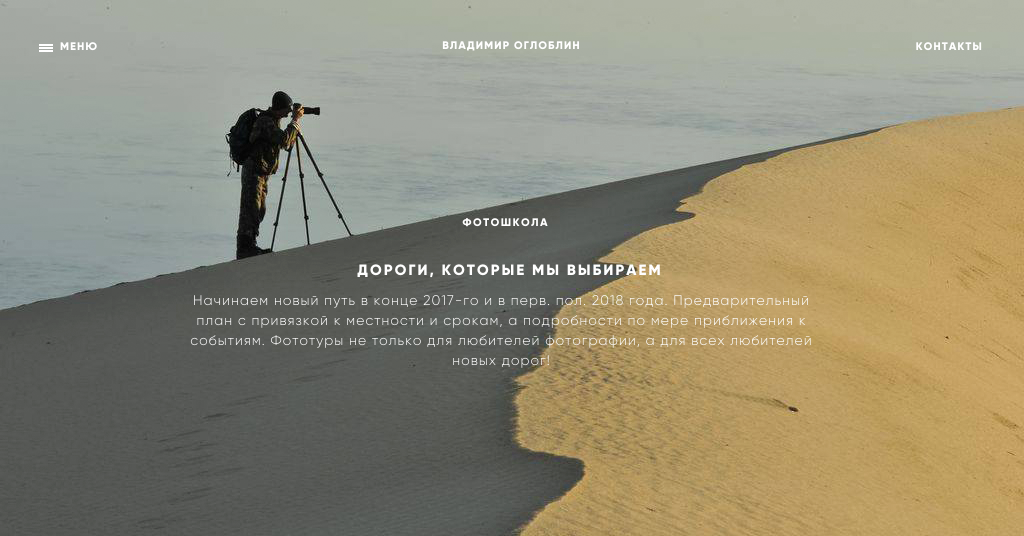 МЕНЮ
ВЛАДИМИР ОГЛОБЛИН
КОНТАКТЫ
ФОТОШКОЛА
ДОРОГИ, КОТОРЫЕ МЫ ВЫБИРАЕМ
Начинаем новый путь в конце 2017-го и в перв. пол. 2018 года. Предварительный
план с привязкой к местности и срокам, а подробности по мере приближения к
событиям. Фототуры не только для любителей фотографии, а для всех любителей
новых дорог!